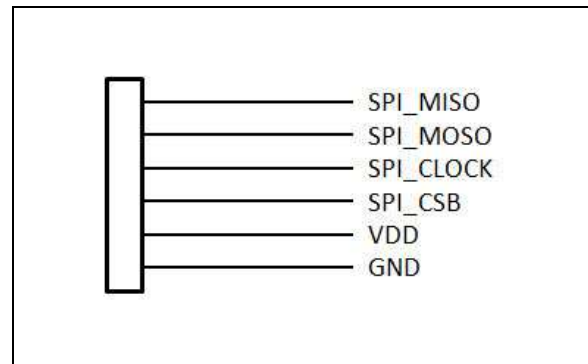 SPI_MISO
SPI_MOSO
SPI_CLOCK
SPI_CSB
VDD
GND